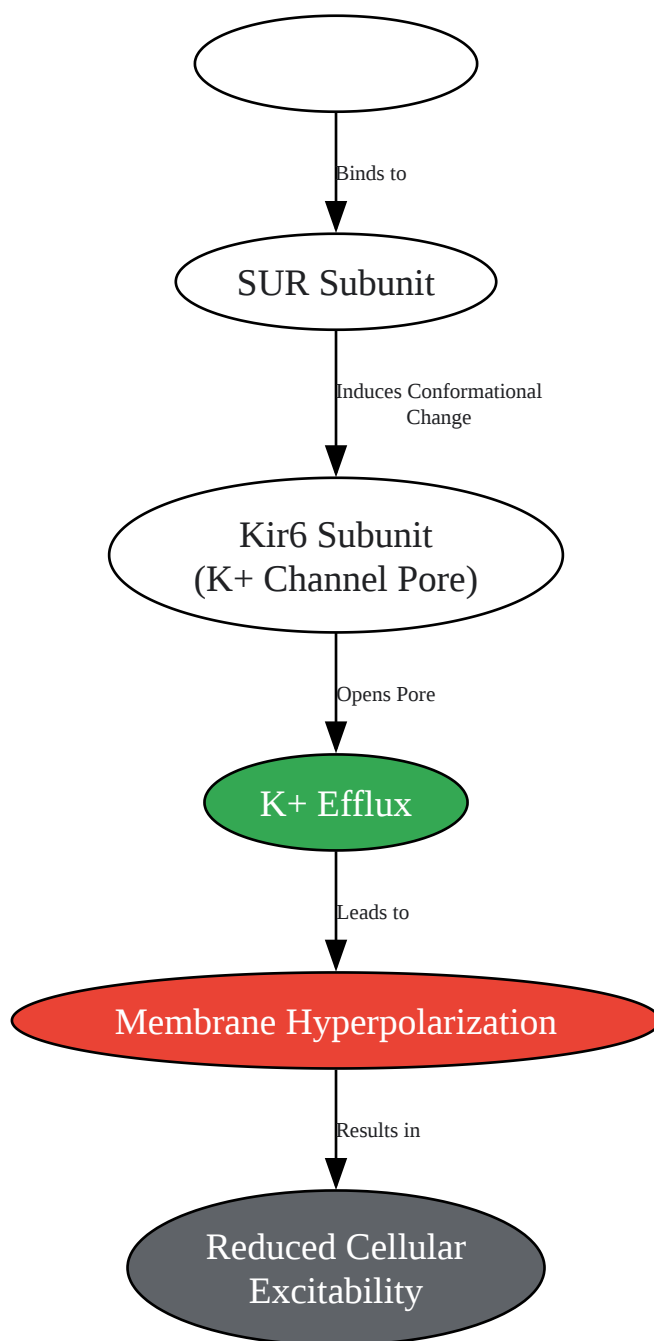 Binds to
SUR Subunit
Induces Conformational
Change
Kir6 Subunit
(K+ Channel Pore)
Opens Pore
K+ Efflux
Leads to
Membrane Hyperpolarization
Results in
Reduced Cellular
Excitability